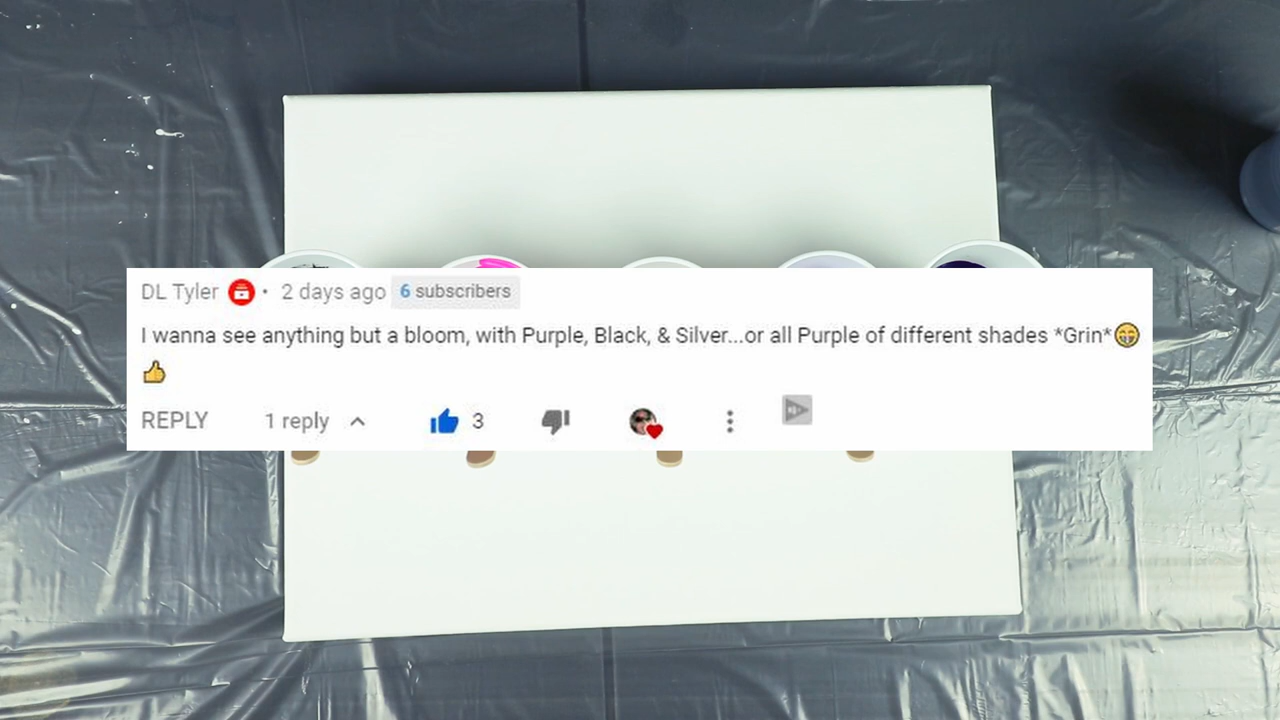 DL Tyler • 2 days ago 6 subscribers
I wanna see anything but a bloom, with Purple, Black, & Silver...or all Purple of different shades *Grin*😁
👍
REPLY 1 reply 3